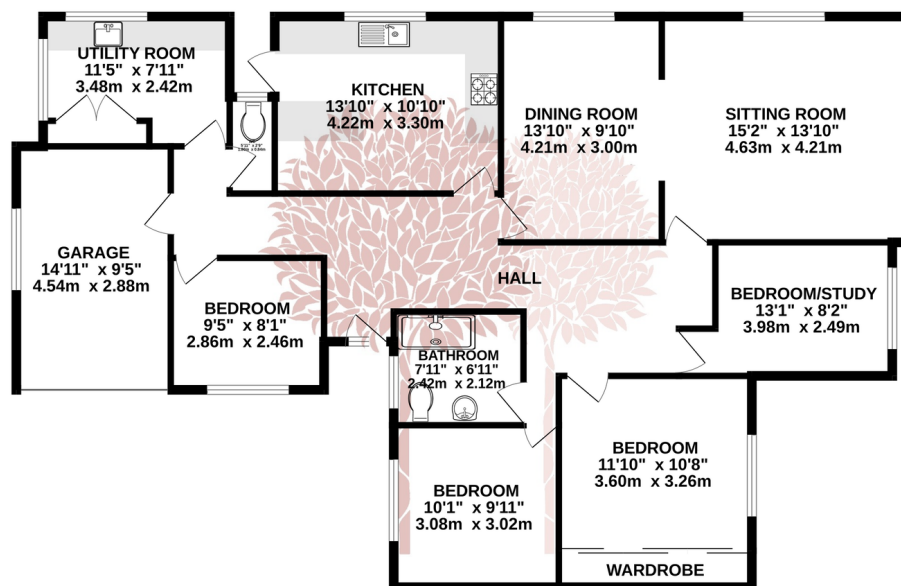 UTILITY ROOM
11'5" x 7'11"
3.48m x 2.42m
KITCHEN
13'10" x 10'10"
4.22m x 3.30m
DINING ROOM
13'10" x 9'10"
4.21m x 3.00m
SITTING ROOM
15'2" x 13'10"
4.63m x 4.21m
GARAGE
14'11" x 9'5"
4.54m x 2.88m
BEDROOM
9'5" x 8'1"
2.86m x 2.46m
HALL
BEDROOM/STUDY
13'1" x 8'2"
3.98m x 2.49m
BATHROOM
7'11" x 6'11"
2.42m x 2.12m
BEDROOM
10'1" x 9'11"
3.08m x 3.02m
BEDROOM
11'10" x 10'8"
3.60m x 3.26m
WARDROBE